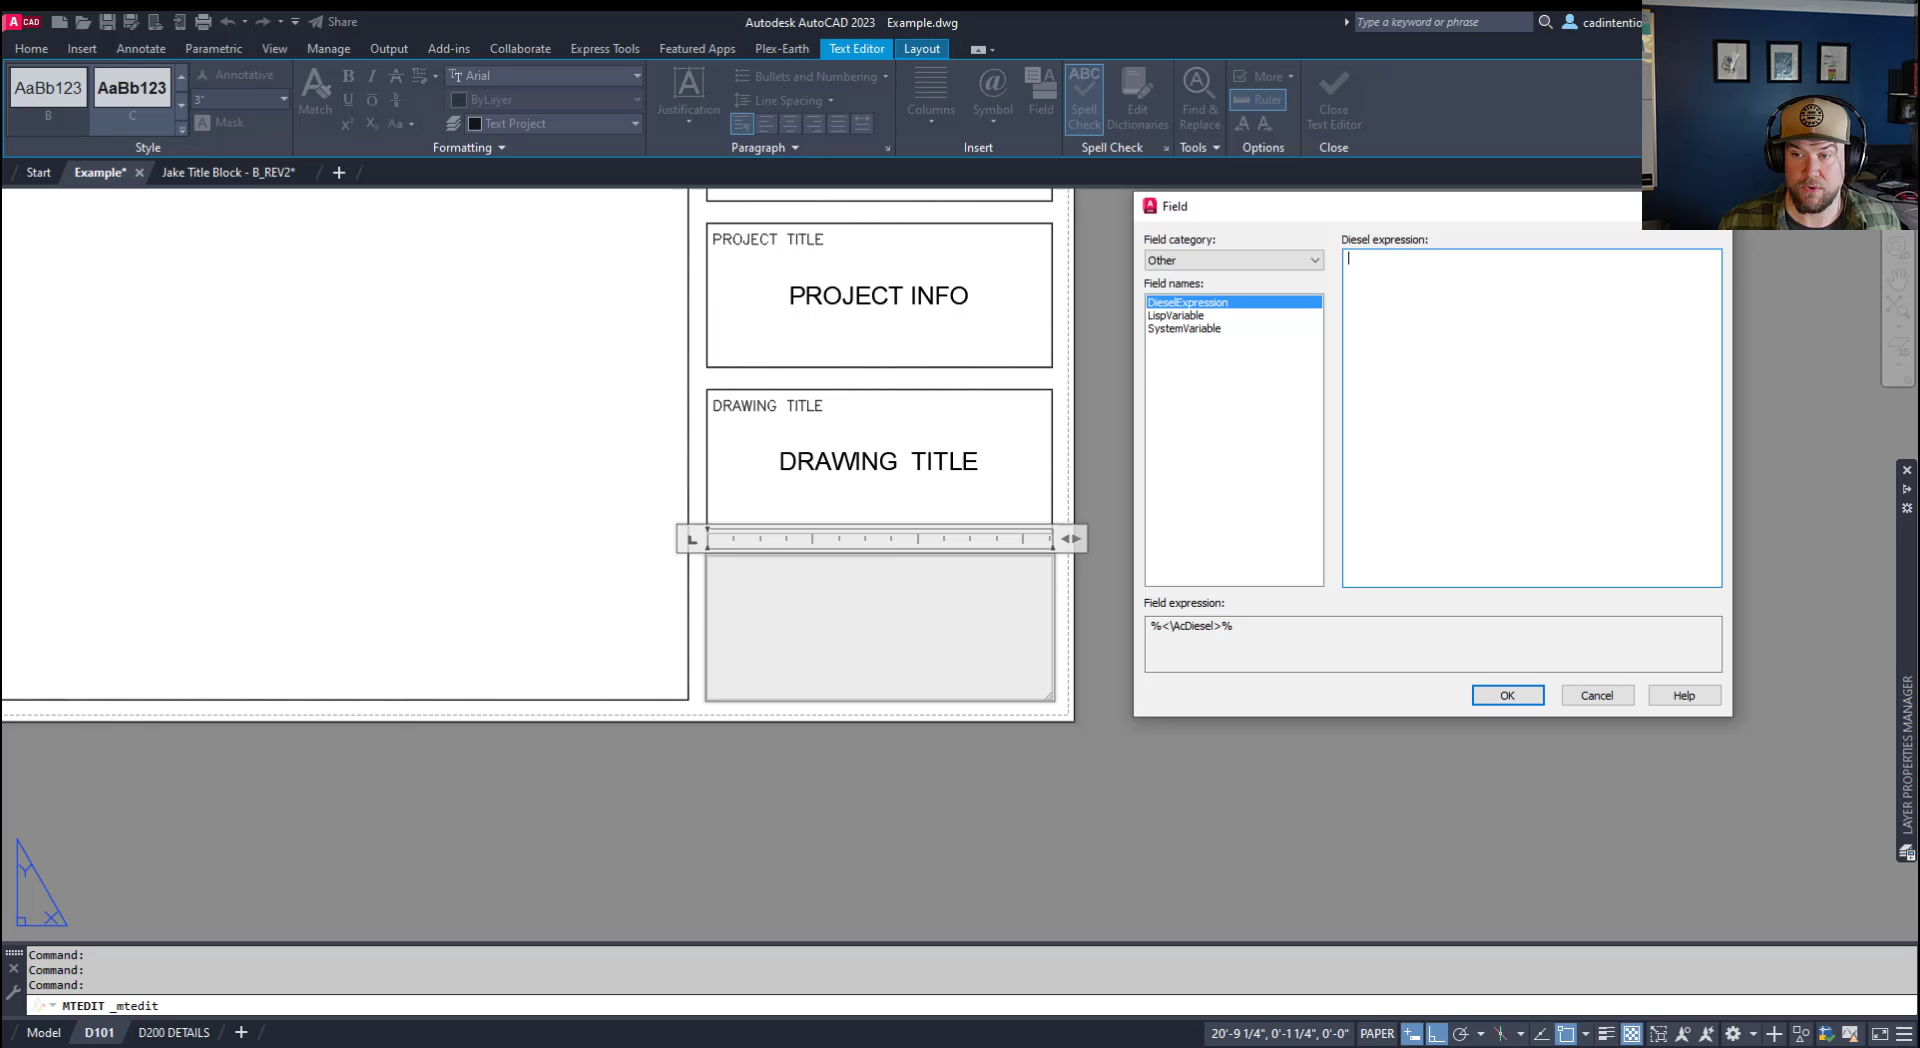 A CAD Share Autodesk AutoCAD 2023 Example.dwg Type a keyword or phrase cadintentio
Home Insert Annotate Parametric View Manage Output Add-ins Collaborate Express Tools Featured Apps Plex-Earth Text Editor Layout
AaBb123 AaBb123 Annotative Match B I Arial Justification Bullets and Numbering Columns Symbol Field ABC Spell Check Edit Dictionaries Find & Replace More Close Text Editor
3" U O ByLayer Line Spacing Ruler
B C Mask X² X₂ Aa Text Project
Style Formatting Paragraph Insert Spell Check Tools Options Close
Start Example* Jake Title Block - B_REV2*
PROJECT TITLE
PROJECT INFO
DRAWING TITLE
DRAWING TITLE
Field
Field category:
Other
Field names:
DieselExpression
LispVariable
SystemVariable
Diesel expression:
Field expression:
%<\AcDiesel>%
OK Cancel Help
LAYER PROPERTIES MANAGER
Y
X
Command:
Command:
Command:
MTEDIT _mtedit
Model D101 D200 DETAILS 20'-9 1/4", 0'-1 1/4", 0'-0" PAPER